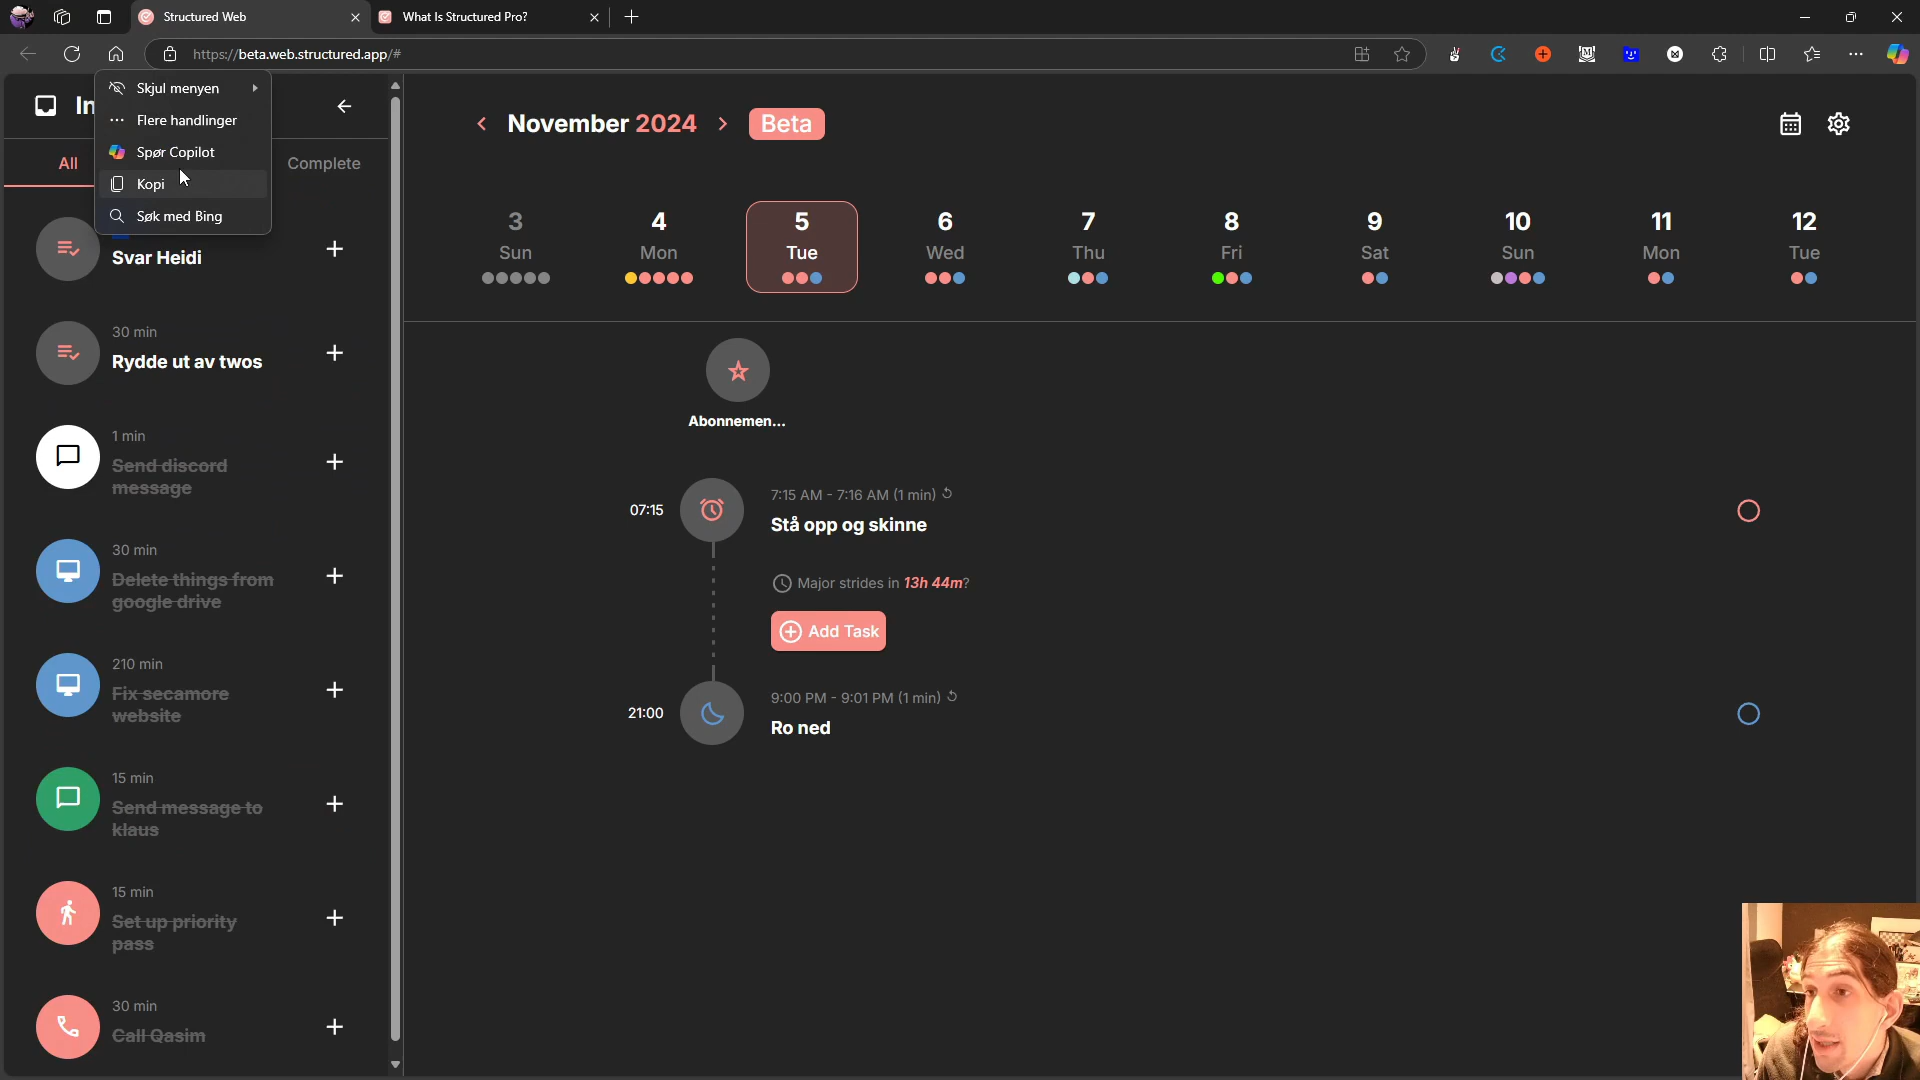 Structured Web
What Is Structured Pro?
https://beta.web.structured.app/#
In
Skjul menyen
Flere handlinger
Spør Copilot
Kopi
Søk med Bing
All
Complete
Svar Heidi
30 min
Rydde ut av twos
1 min
Send discord
message
30 min
Delete things from
google drive
210 min
Fix secamore
website
15 min
Send message to
klaus
15 min
Set up priority
pass
30 min
Call Qasim
November 2024
Beta
3 4 5 6 7 8 9 10 11 12
Sun Mon Tue Wed Thu Fri Sat Sun Mon Tue
Abonnemen...
07:15
7:15 AM - 7:16 AM (1 min)
Stå opp og skinne
Major strides in 13h 44m?
Add Task
21:00
9:00 PM - 9:01 PM (1 min)
Ro ned